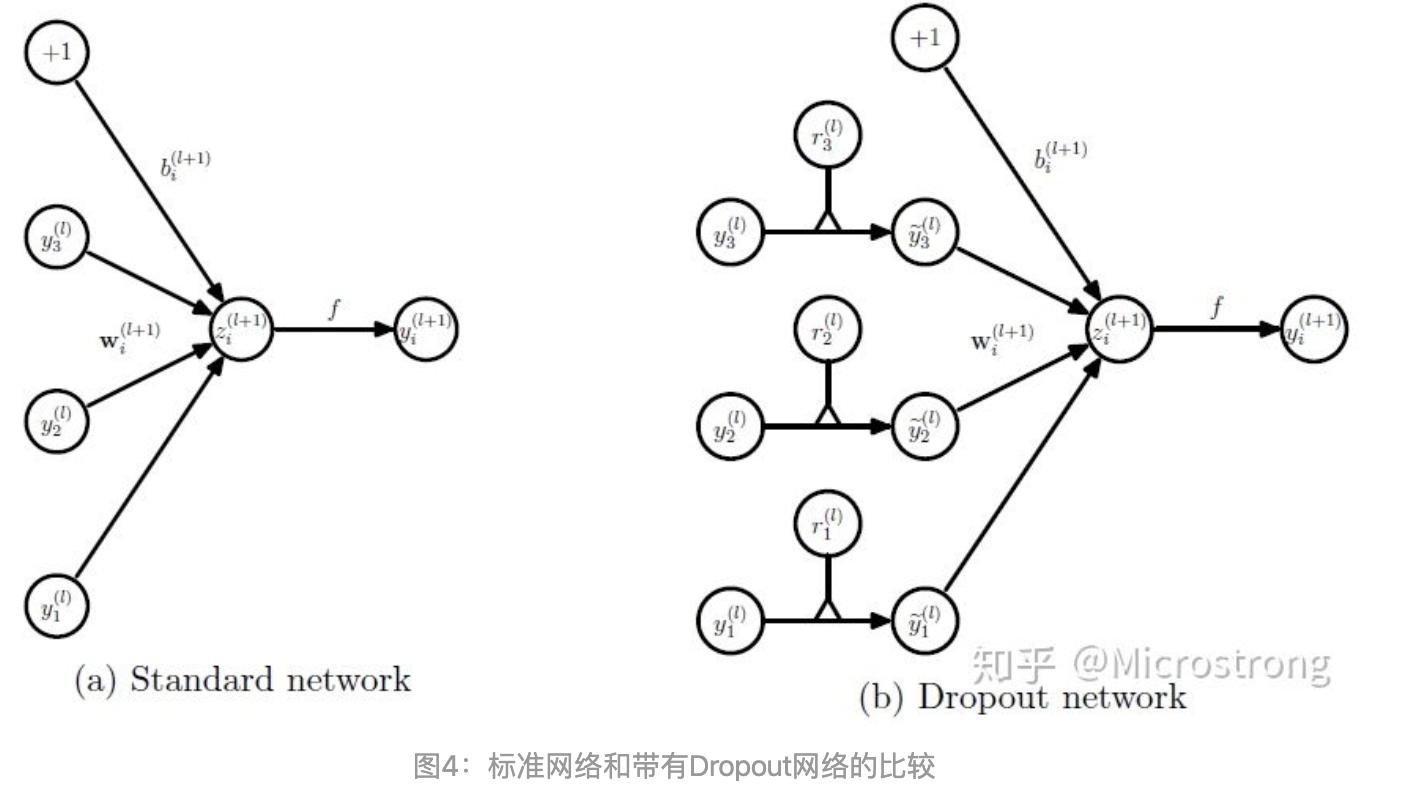 +1
b_i^{(l+1)}
y_3^{(l)}
w_i^{(l+1)}
z_i^{(l+1)}
f
y_i^{(l+1)}
y_2^{(l)}
y_1^{(l)}
(a) Standard network
+1
r_3^{(l)}
b_i^{(l+1)}
y_3^{(l)}
ỹ_3^{(l)}
r_2^{(l)}
w_i^{(l+1)}
z_i^{(l+1)}
f
y_i^{(l+1)}
y_2^{(l)}
ỹ_2^{(l)}
r_1^{(l)}
y_1^{(l)}
ỹ_1^{(l)}
知乎 @Microstrong
(b) Dropout network
图4：标准网络和带有Dropout网络的比较